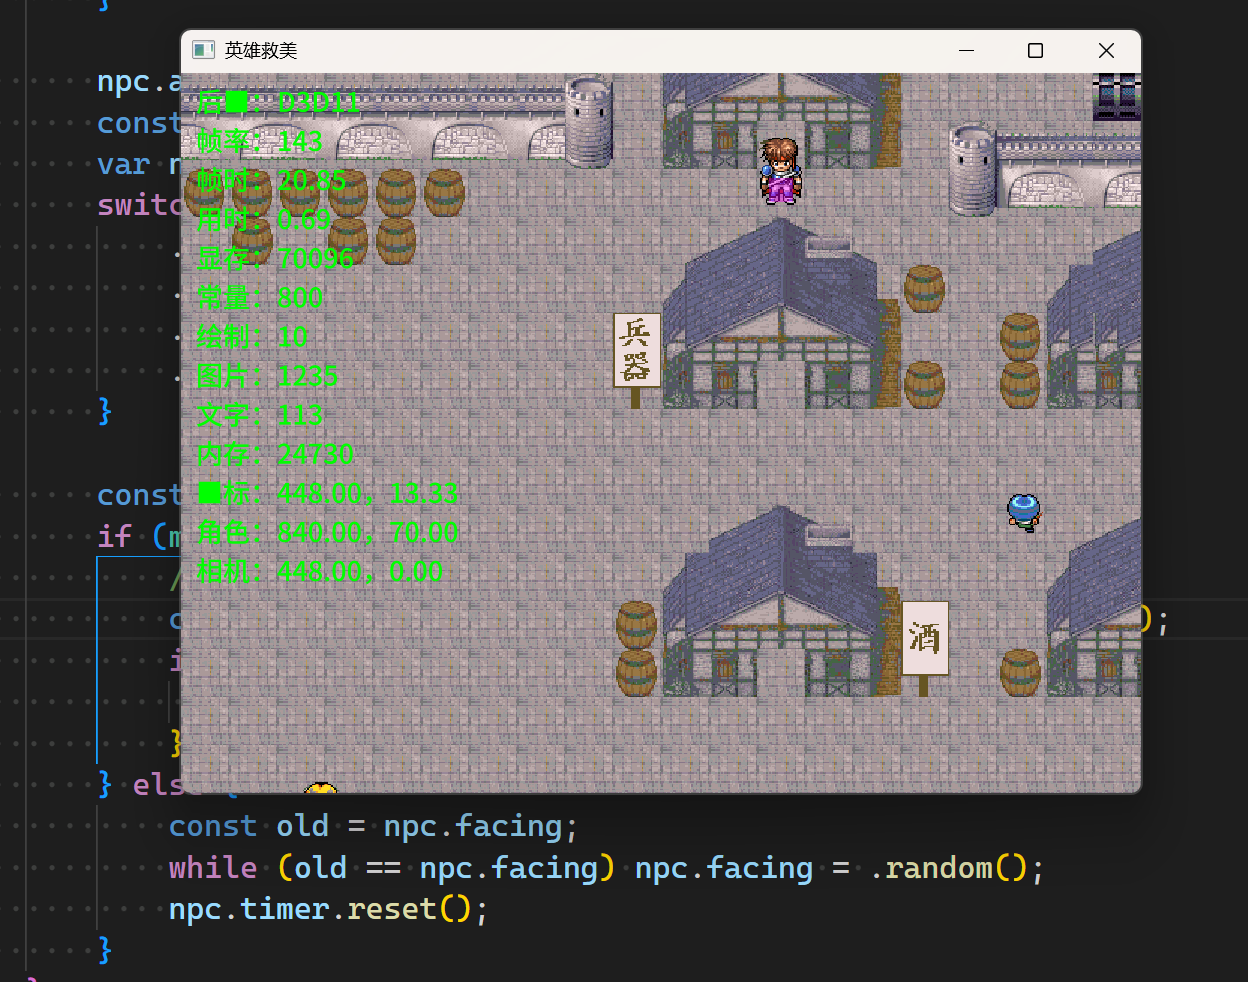 }
英雄救美
npc.a
const
var n
switc
}
const
if (m
/
c
);
i
}
} els
const old = npc.facing;
while (old == npc.facing) npc.facing = .random();
npc.timer.reset();
}
后■：D3D11
帧率：143
帧时：20.85
用时：0.69
显存：70096
常量：800
绘制：10
图片：1235
文字：113
内存：24730
■标：448.00，13.33
角色：840.00，70.00
相机：448.00，0.00
兵
器
酒